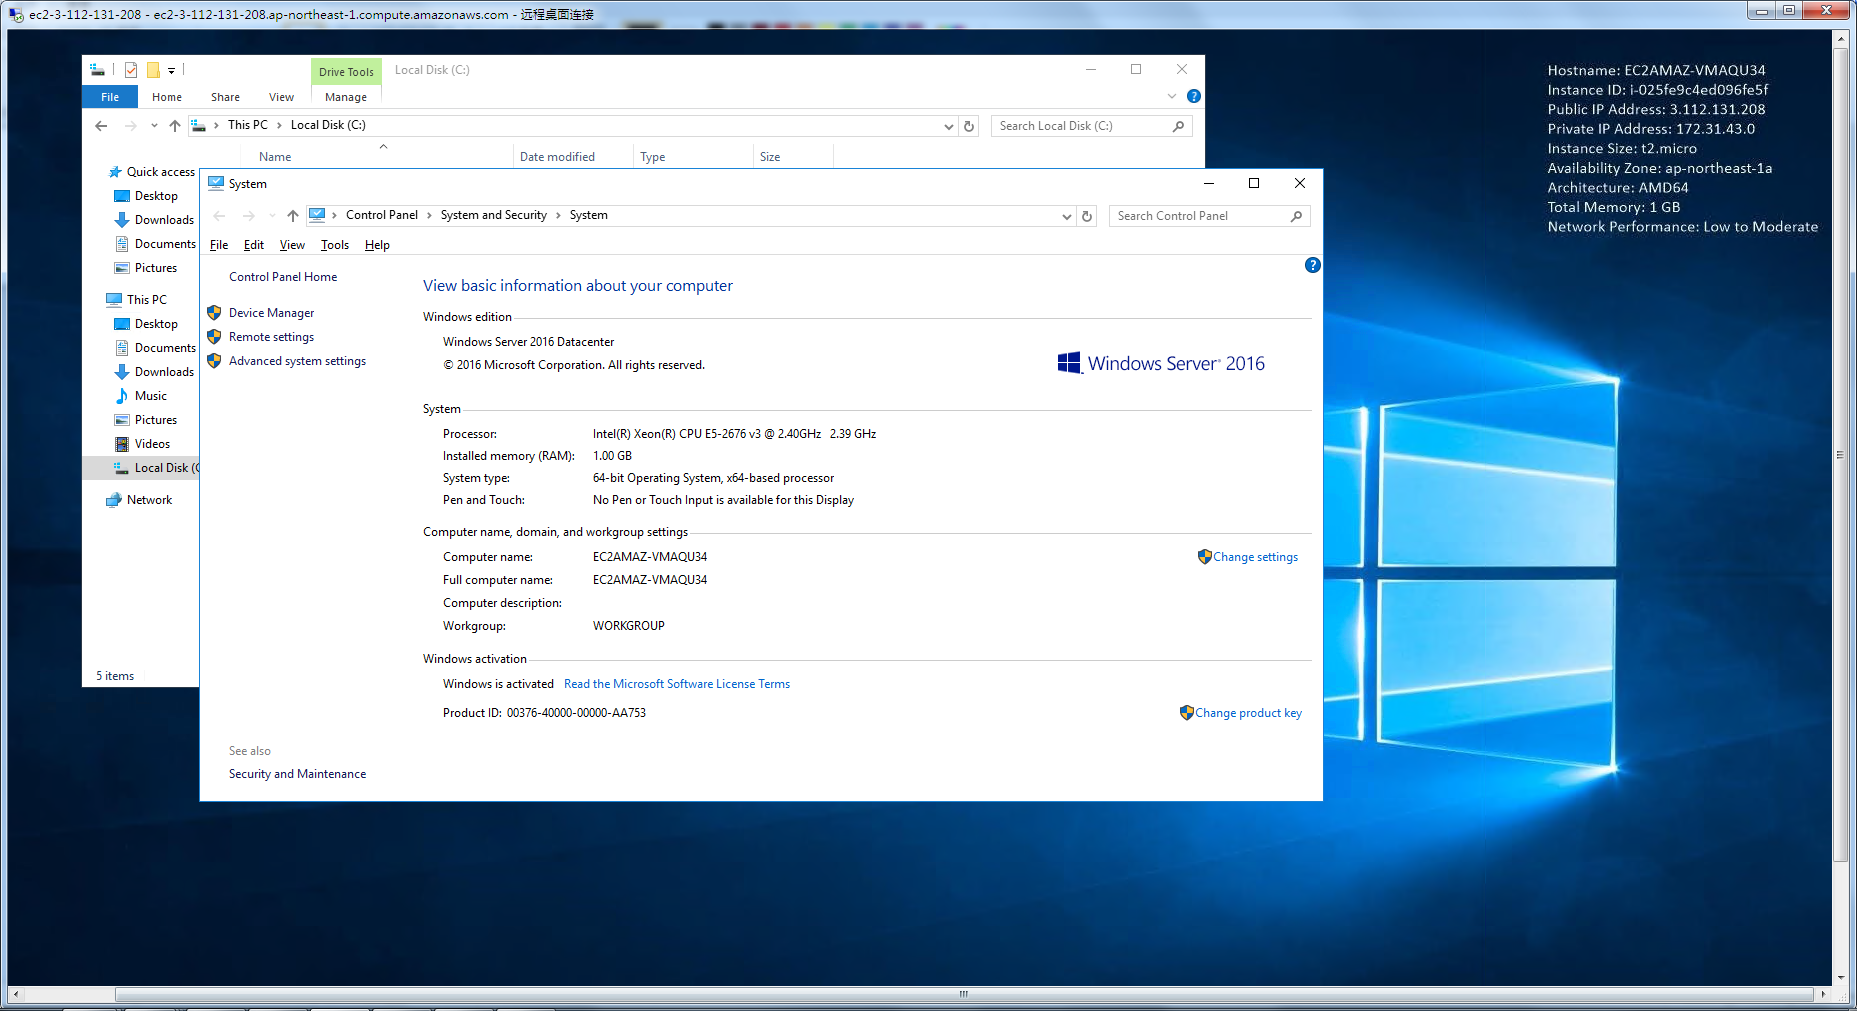 ec2-3-112-131-208 - ec2-3-112-131-208.ap-northeast-1.compute.amazonaws.com - 远程桌面连接
Drive Tools
Local Disk (C:)
File
Home
Share
View
Manage
This PC
Local Disk (C:)
Search Local Disk (C:)
Name
Date modified
Type
Size
Quick access
Desktop
Downloads
Documents
Pictures
This PC
Desktop
Documents
Downloads
Music
Pictures
Videos
Local Disk (
Network
5 items
System
Control Panel
System and Security
System
Search Control Panel
File
Edit
View
Tools
Help
Control Panel Home
Device Manager
Remote settings
Advanced system settings
See also
Security and Maintenance
View basic information about your computer
Windows edition
Windows Server 2016 Datacenter
© 2016 Microsoft Corporation. All rights reserved.
Windows Server® 2016
System
Processor: Intel(R) Xeon(R) CPU E5-2676 v3 @ 2.40GHz 2.39 GHz
Installed memory (RAM): 1.00 GB
System type: 64-bit Operating System, x64-based processor
Pen and Touch: No Pen or Touch Input is available for this Display
Computer name, domain, and workgroup settings
Computer name: EC2AMAZ-VMAQU34
Change settings
Full computer name: EC2AMAZ-VMAQU34
Computer description:
Workgroup: WORKGROUP
Windows activation
Windows is activated Read the Microsoft Software License Terms
Product ID: 00376-40000-00000-AA753
Change product key
Hostname: EC2AMAZ-VMAQU34
Instance ID: i-025fe9c4ed096fe5f
Public IP Address: 3.112.131.208
Private IP Address: 172.31.43.0
Instance Size: t2.micro
Availability Zone: ap-northeast-1a
Architecture: AMD64
Total Memory: 1 GB
Network Performance: Low to Moderate